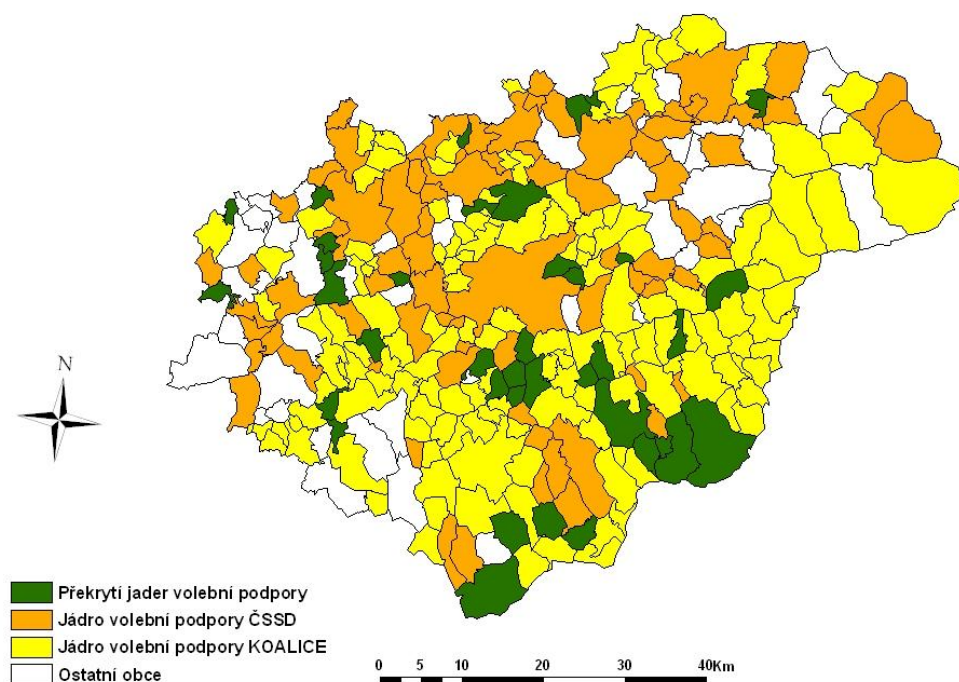 N
Překrytí jader volební podpory
Jádro volební podpory ČSSD
Jádro volební podpory KOALICE
Ostatní obce
0 5 10 20 30 40Km